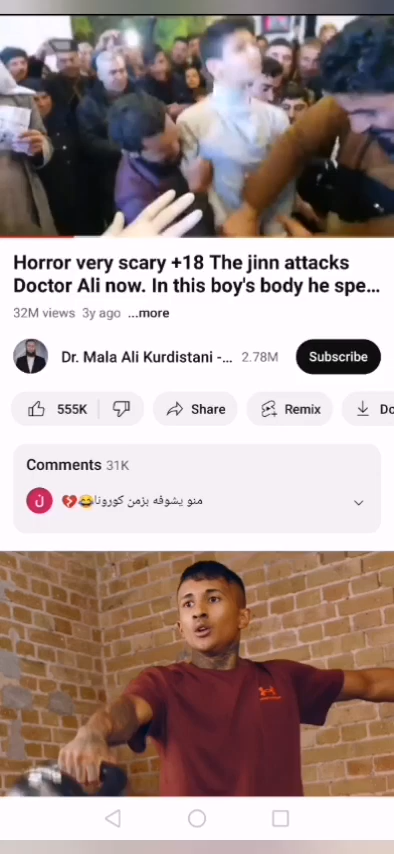 Horror very scary +18 The jinn attacks
Doctor Ali now. In this boy's body he spe...
32M views 3y ago ...more
Dr. Mala Ali Kurdistani -... 2.78M Subscribe
555K Share Remix Do
Comments 31K
ن 💔😂منو يشوفه بزمن كورونا